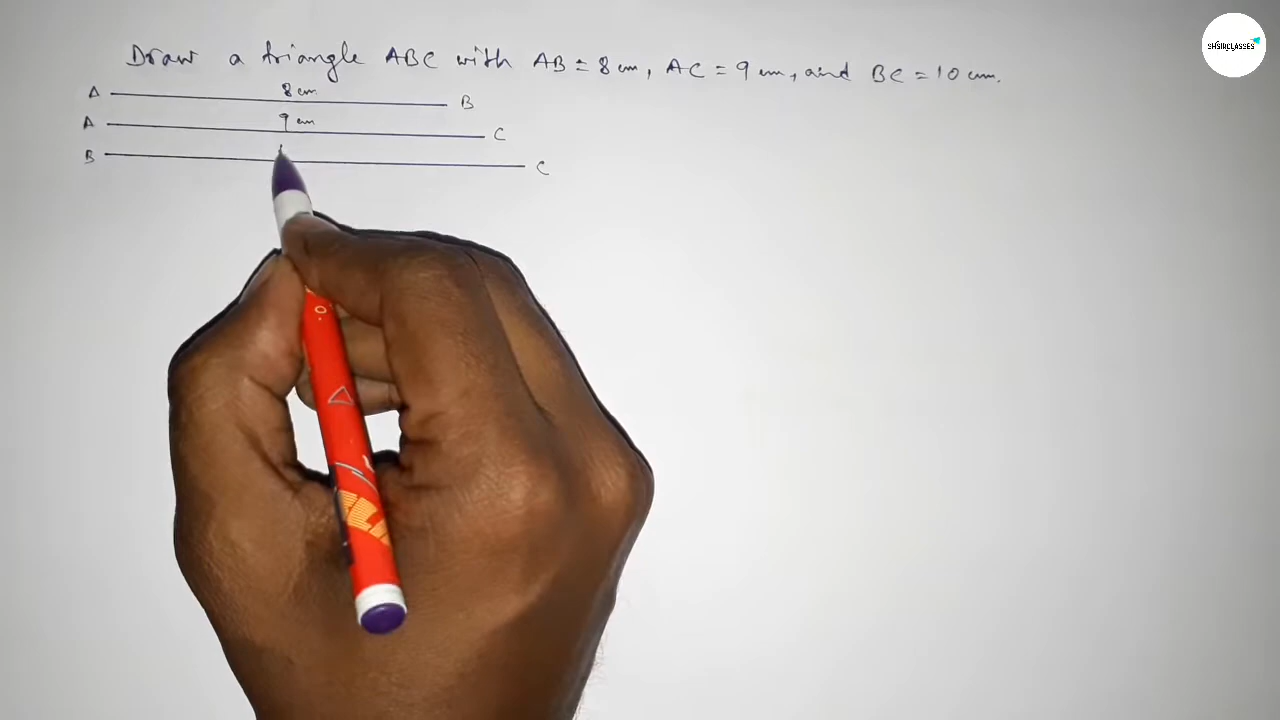 Draw a triangle ABC with AB = 8 cm, AC = 9 cm, and BC = 10 cm.
SHSIRCLASSES
A 8 cm B
A 9 cm C
B C